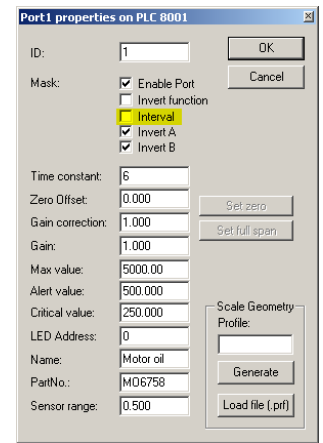 Port1 properties on PLC 8001
ID: 1
OK
Cancel
Mask:
Enable Port
Invert function
Interval
Invert A
Invert B
Time constant: 6
Zero Offset: 0.000
Set zero
Gain correction: 1.000
Set full span
Gain: 1.000
Max value: 5000.00
Alert value: 500.000
Critical value: 250.000
LED Address: 0
Name: Motor oil
PartNo.: MO6758
Sensor range: 0.500
Scale Geometry
Profile:
Generate
Load file (.prf)